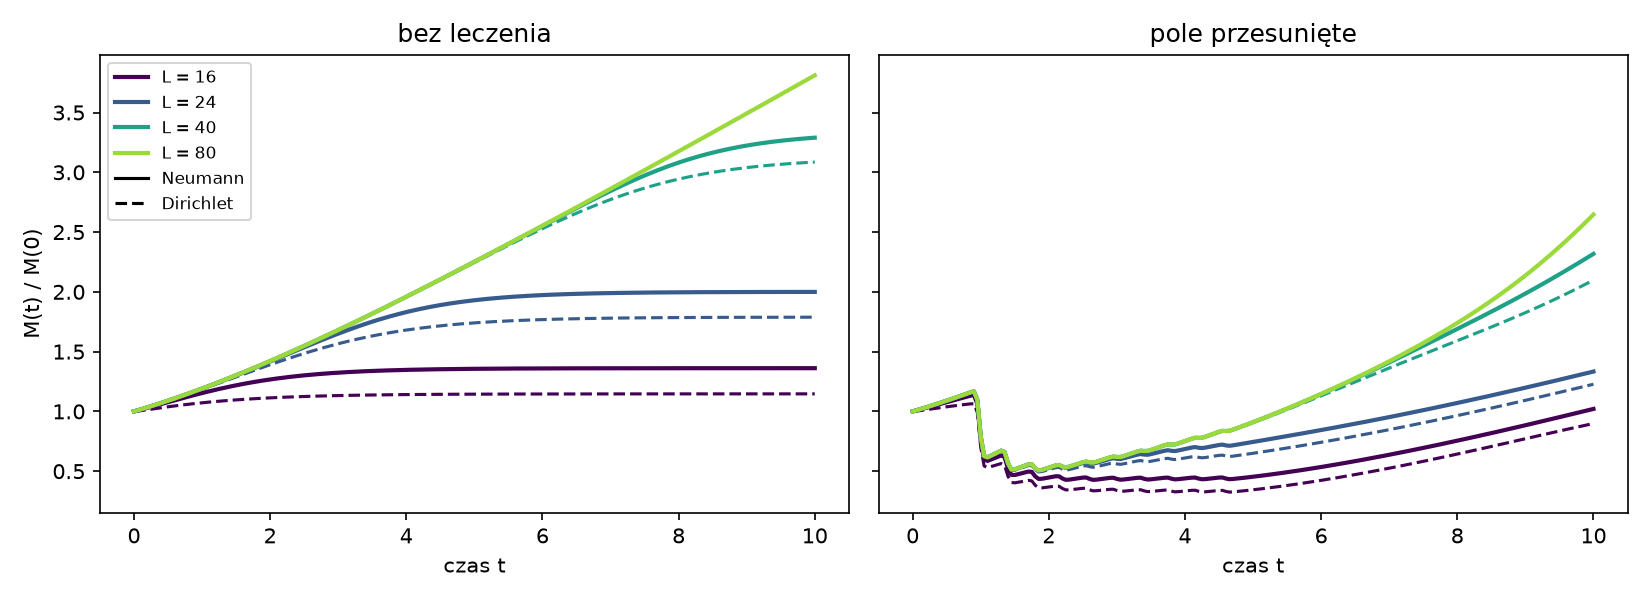 bez leczenia
pole przesunięte
L = 16
L = 24
L = 40
L = 80
Neumann
Dirichlet
M(t) / M(0)
3.5
3.0
2.5
2.0
1.5
1.0
0.5
0 2 4 6 8 10
0 2 4 6 8 10
czas t
czas t